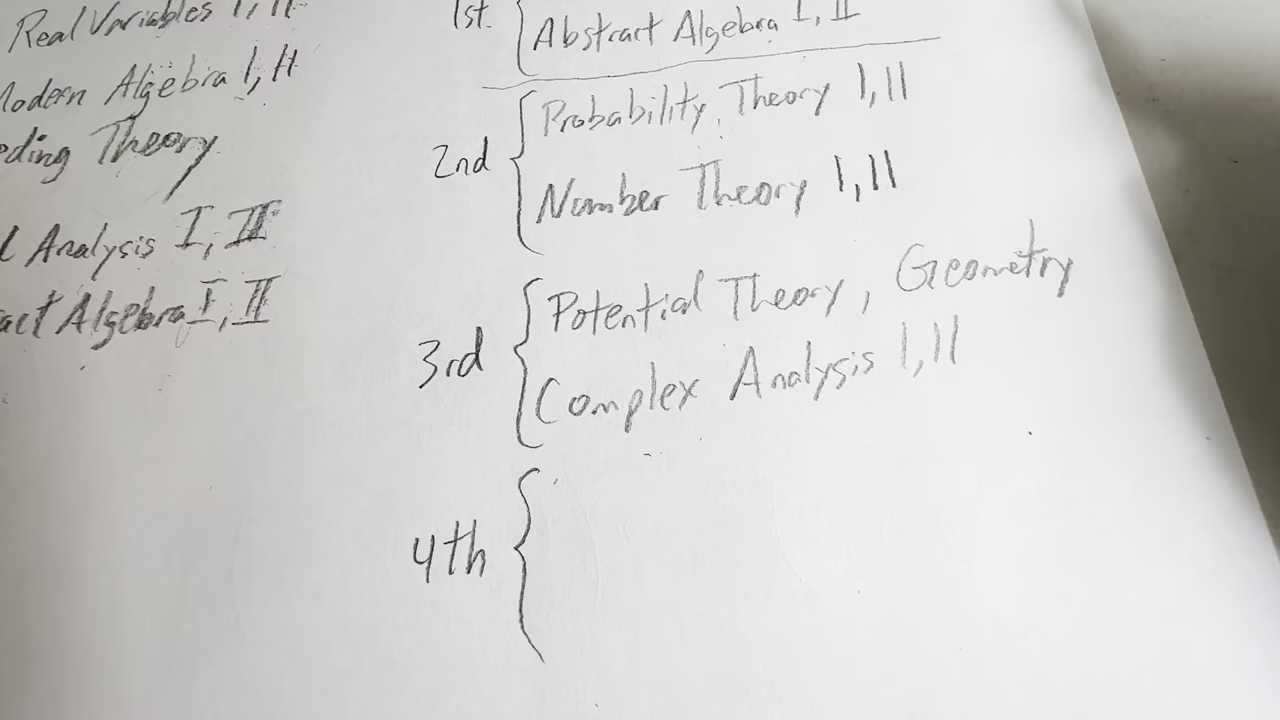 Real Variables I, II
Modern Algebra I, II
Theory
Analysis I, II
Algebra I, II
1st. Abstract Algebra I, II
2nd Probability Theory I, II
Number Theory I, II
3rd Potential Theory, Geometry
Complex Analysis I, II
4th